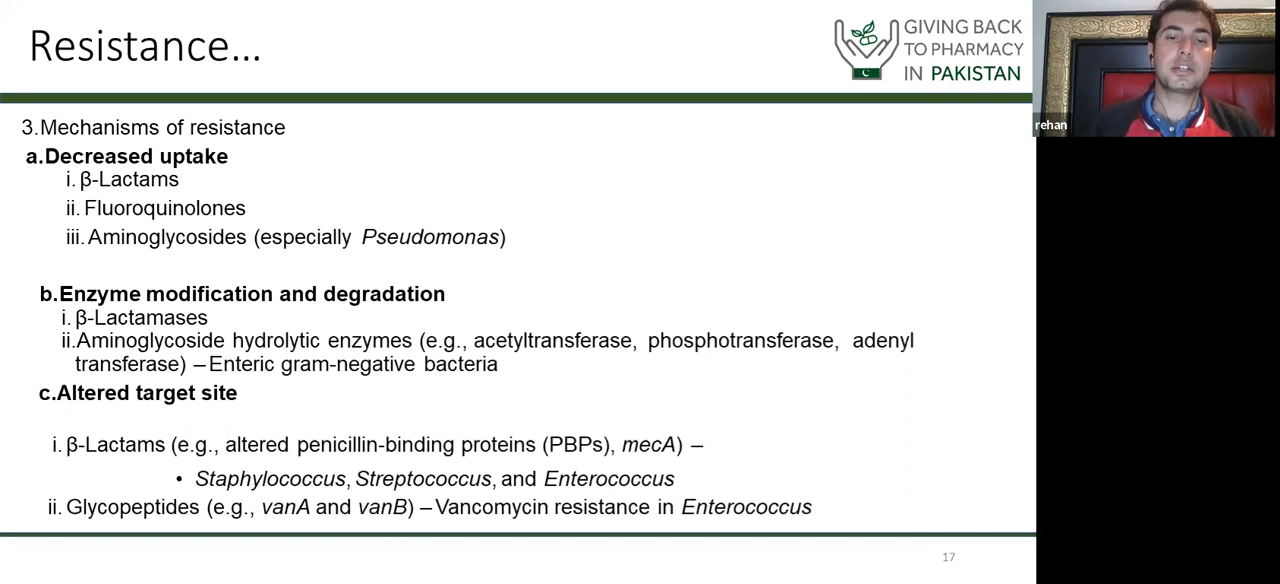 Resistance...
GIVING BACK
TO PHARMACY
IN PAKISTAN
rehan
3.Mechanisms of resistance
a.Decreased uptake
i. β-Lactams
ii. Fluoroquinolones
iii. Aminoglycosides (especially Pseudomonas)
b.Enzyme modification and degradation
i. β-Lactamases
ii.Aminoglycoside hydrolytic enzymes (e.g., acetyltransferase, phosphotransferase, adenyl
transferase) – Enteric gram-negative bacteria
c.Altered target site
i. β-Lactams (e.g., altered penicillin-binding proteins (PBPs), mecA) –
• Staphylococcus, Streptococcus, and Enterococcus
ii. Glycopeptides (e.g., vanA and vanB) – Vancomycin resistance in Enterococcus
17